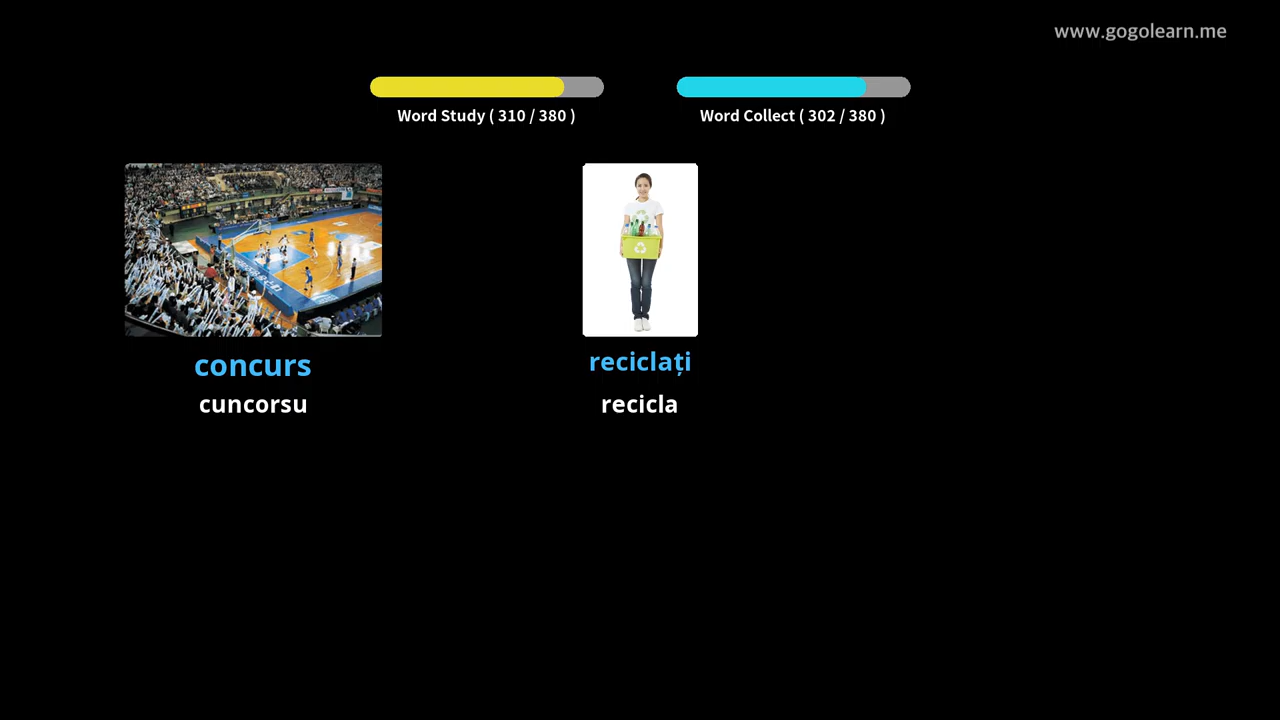 www.gogolearn.me
Word Study ( 310 / 380 )
Word Collect ( 302 / 380 )
concurs
cuncorsu
reciclați
recicla